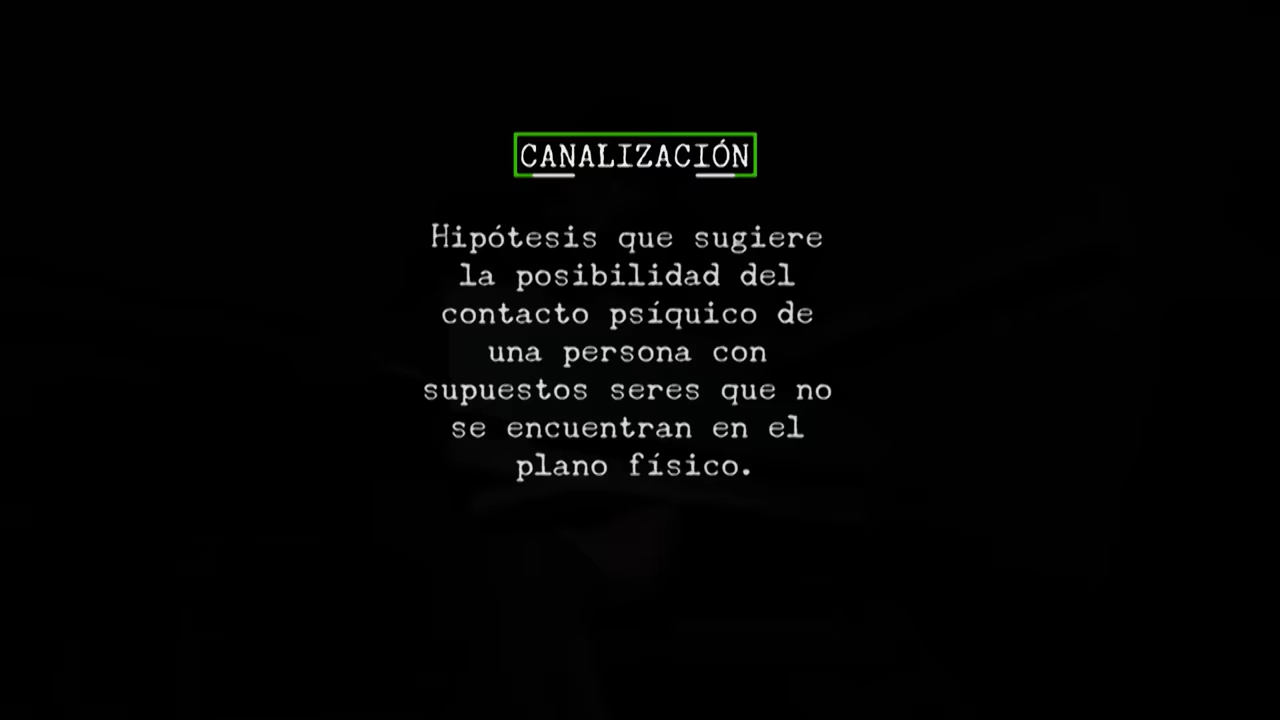 CANALIZACIÓN
Hipótesis que sugiere
la posibilidad del
contacto psíquico de
una persona con
supuestos seres que no
se encuentran en el
plano físico.